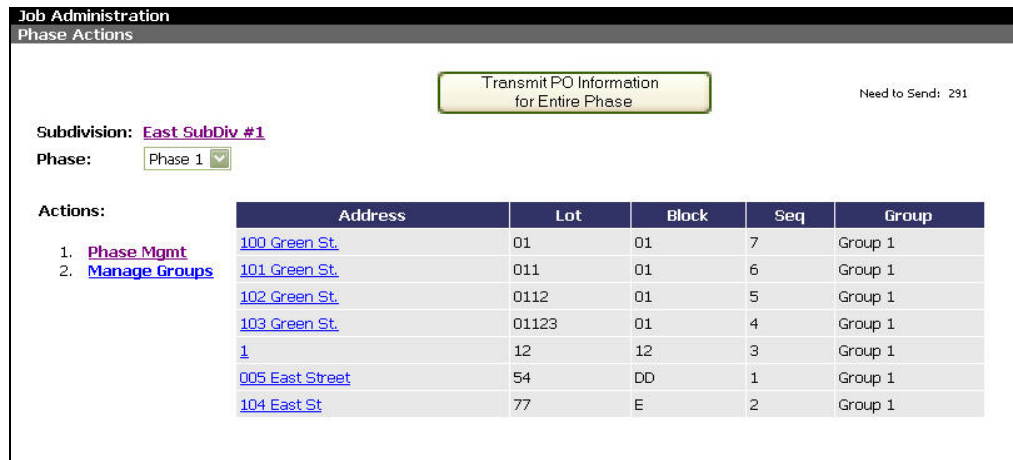 Job Administration
Phase Actions
Transmit PO Information
for Entire Phase
Need to Send: 291
Subdivision: East SubDiv #1
Phase: Phase 1
Actions:
1. Phase Mgmt
2. Manage Groups
Address Lot Block Seq Group
100 Green St. 01 01 7 Group 1
101 Green St. 011 01 6 Group 1
102 Green St. 0112 01 5 Group 1
103 Green St. 01123 01 4 Group 1
1 12 12 3 Group 1
005 East Street 54 DD 1 Group 1
104 East St 77 E 2 Group 1